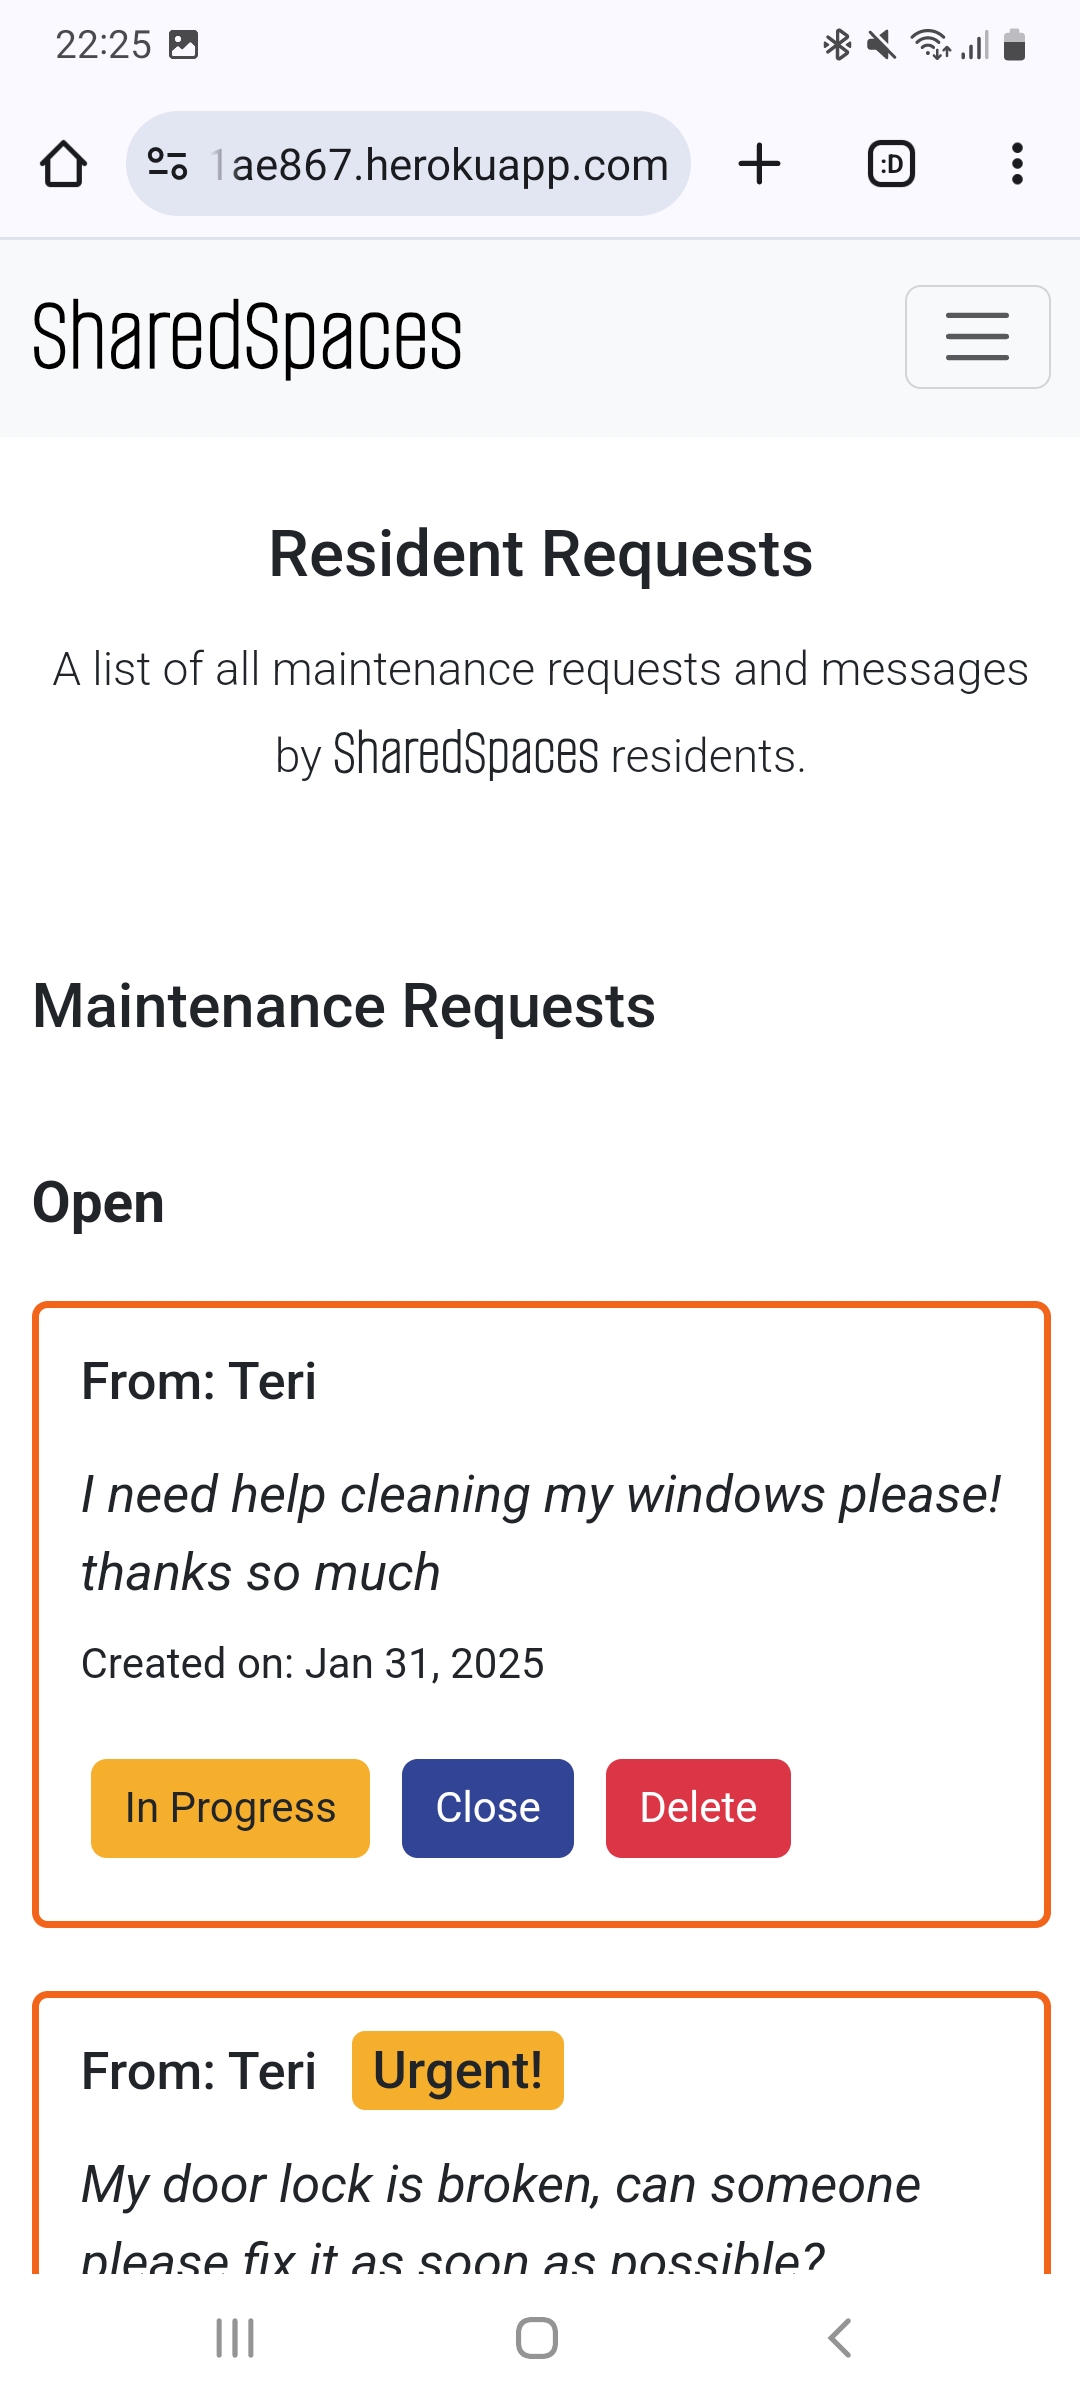 22:25
1ae867.herokuapp.com
:D
SharedSpaces
Resident Requests
A list of all maintenance requests and messages
by SharedSpaces residents.
Maintenance Requests
Open
From: Teri
I need help cleaning my windows please!
thanks so much
Created on: Jan 31, 2025
In Progress Close Delete
From: Teri Urgent!
My door lock is broken, can someone
please fix it as soon as possible?